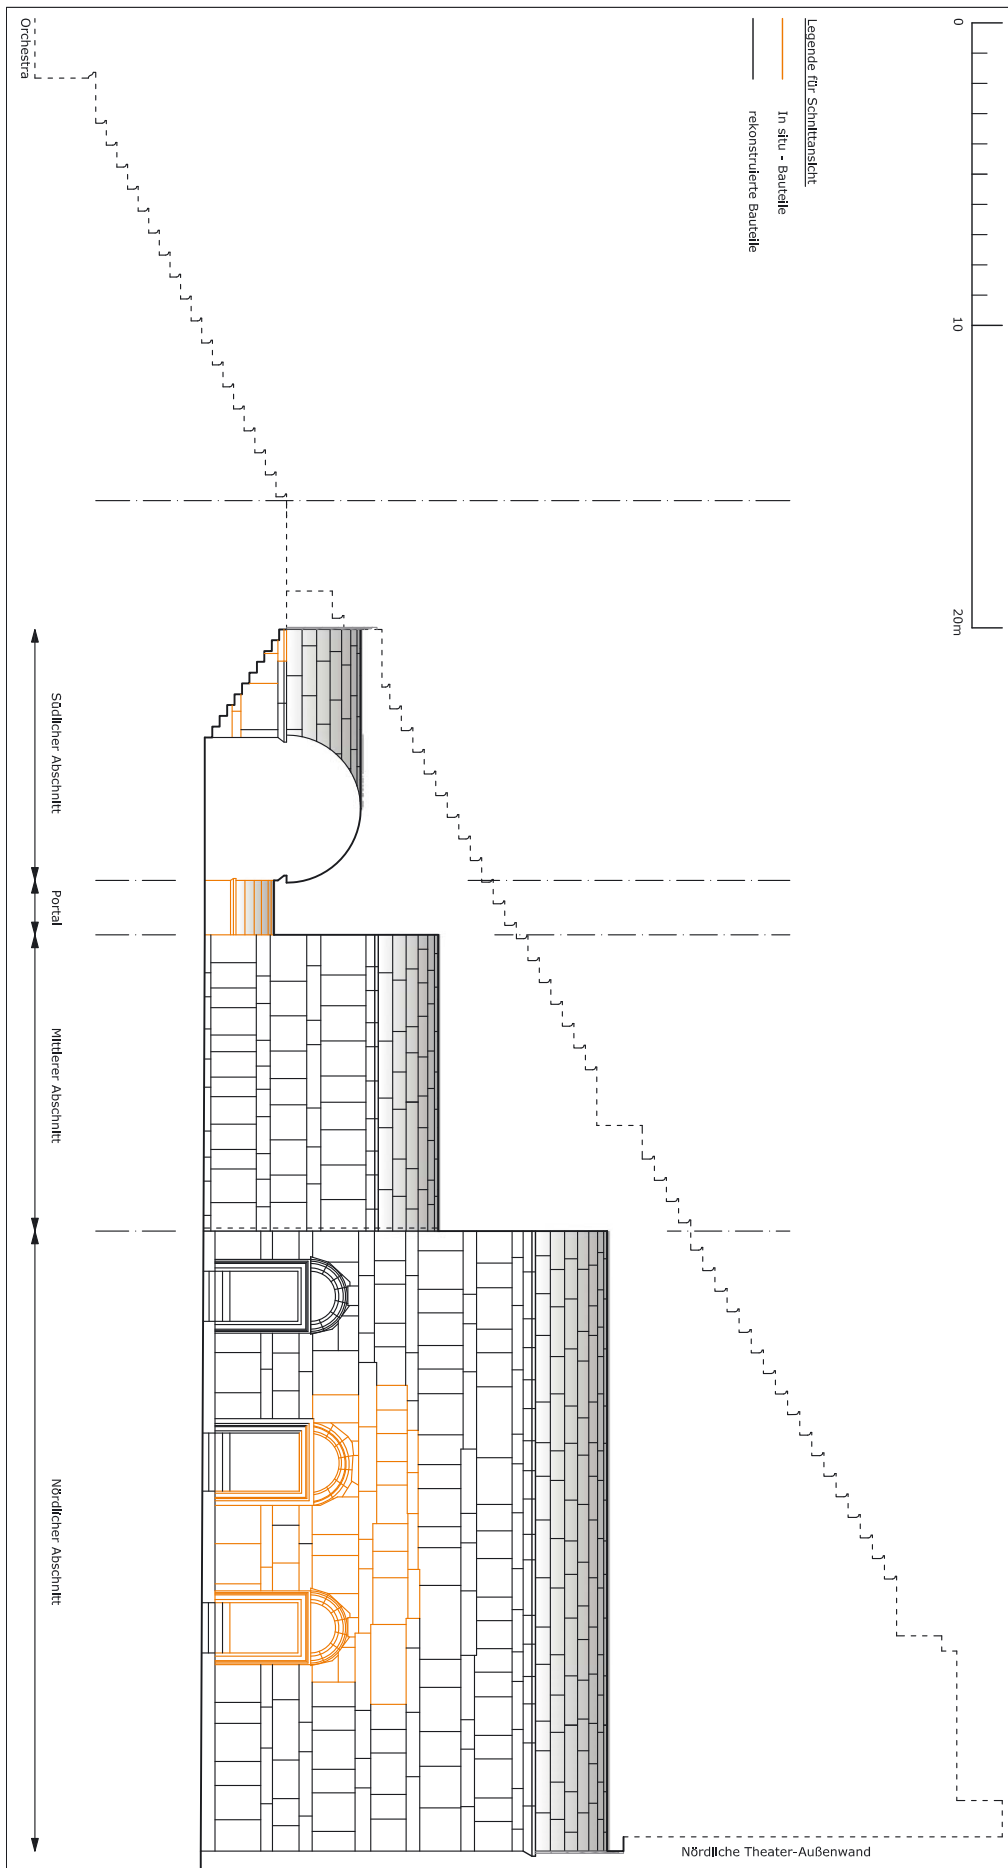 0
10
20m
Legende für Schnittansicht
In situ - Bauteile
rekonstruierte Bauteile
Orchestra
Südlicher Abschnitt
Portal
Mittlerer Abschnitt
Nördlicher Abschnitt
Nördliche Theater-Außenwand